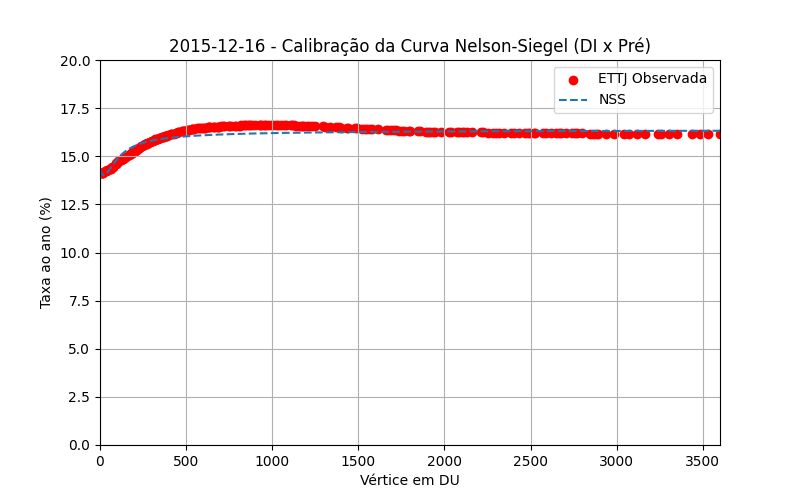 2015-12-16 - Calibração da Curva Nelson-Siegel (DI x Pré)
20.0
17.5
15.0
12.5
10.0
7.5
5.0
2.5
0.0
Taxa ao ano (%)
ETTJ Observada
NSS
0 500 1000 1500 2000 2500 3000 3500
Vértice em DU